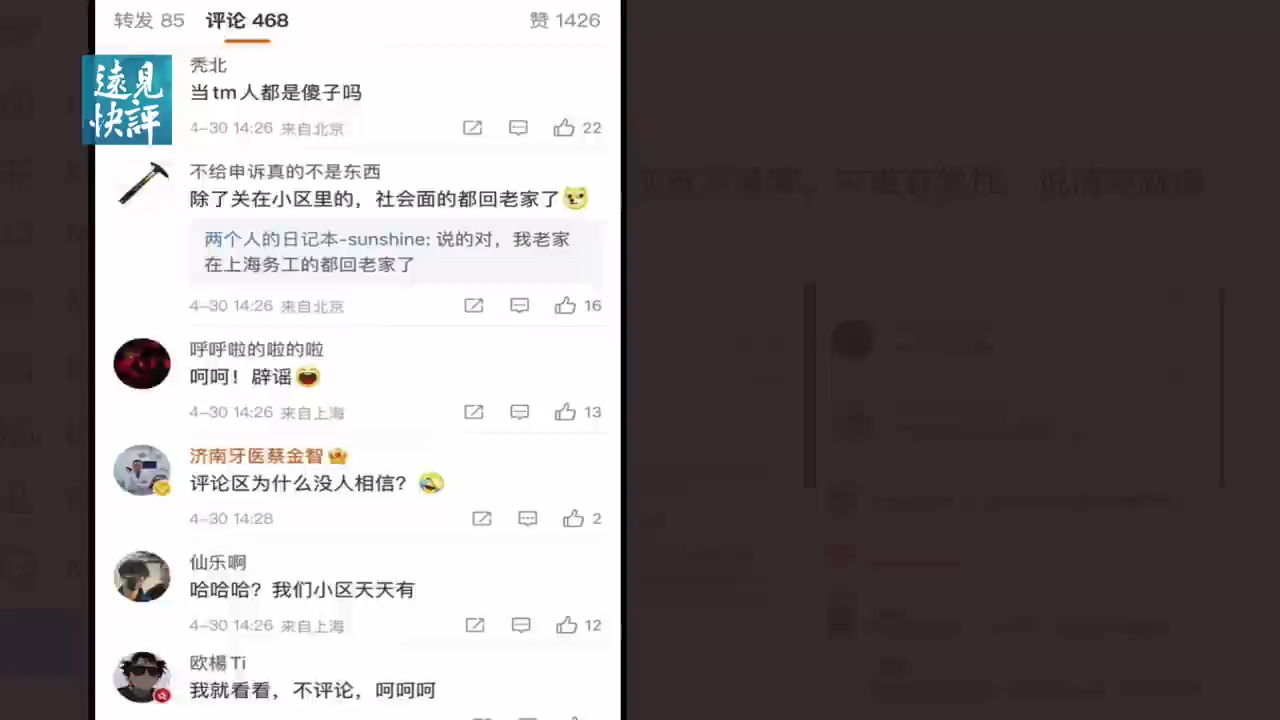 转发 85 评论 468 赞 1426
遠見
快評
秃北
当tm人都是傻子吗
4-30 14:26 来自北京 22
不给申诉真的不是东西
除了关在小区里的，社会面的都回老家了
两个人的日记本-sunshine: 说的对，我老家
在上海务工的都回老家了
4-30 14:26 来自北京 16
呼呼啦的啦的啦
呵呵！辟谣
4-30 14:26 来自上海 13
济南牙医蔡金智
评论区为什么没人相信？
4-30 14:28 2
仙乐啊
哈哈哈？我们小区天天有
4-30 14:26 来自上海 12
欧楊Ti
我就看看，不评论，呵呵呵